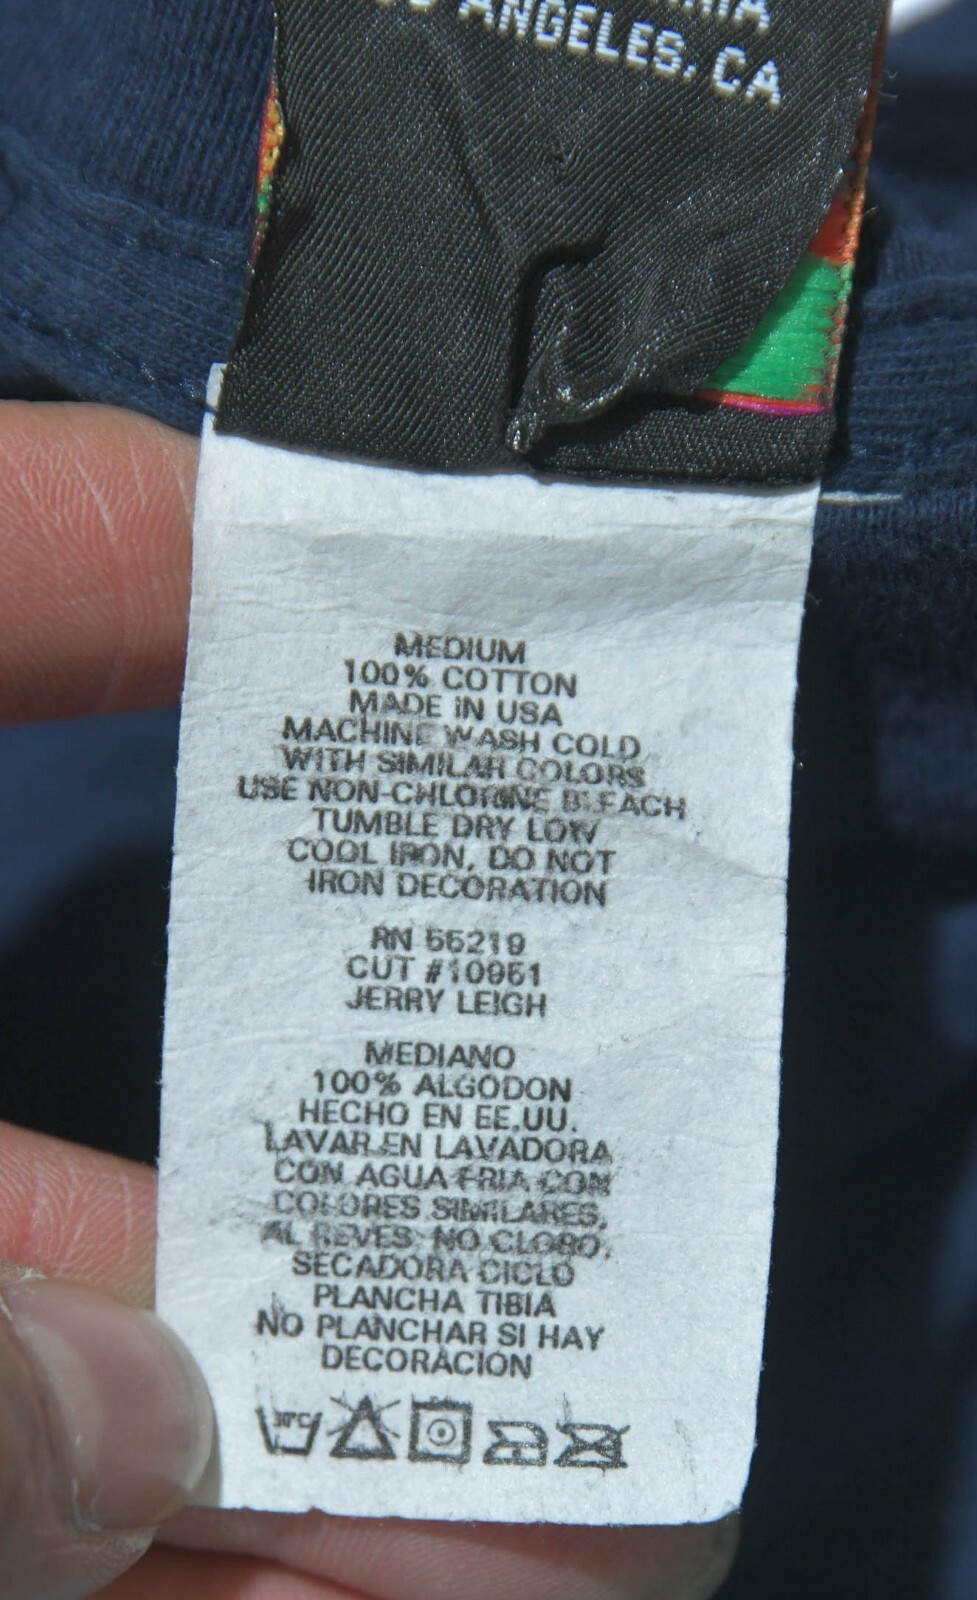 ANGELES, CA
MEDIUM
100% COTTON
MADE IN USA
MACHINE WASH COLD
WITH SIMILAR COLORS
USE NON-CHLORINE BLEACH
TUMBLE DRY LOW
COOL IRON, DO NOT
IRON DECORATION
RN 55219
CUT #10951
JERRY LEIGH
MEDIANO
100% ALGODON
HECHO EN EE.UU.
LAVAR EN LAVADORA
CON AGUA FRIA CON
COLORES SIMILARES,
AL REVES. NO CLORO.
SECADORA CICLO
PLANCHA TIBIA
NO PLANCHAR SI HAY
DECORACION
30°C